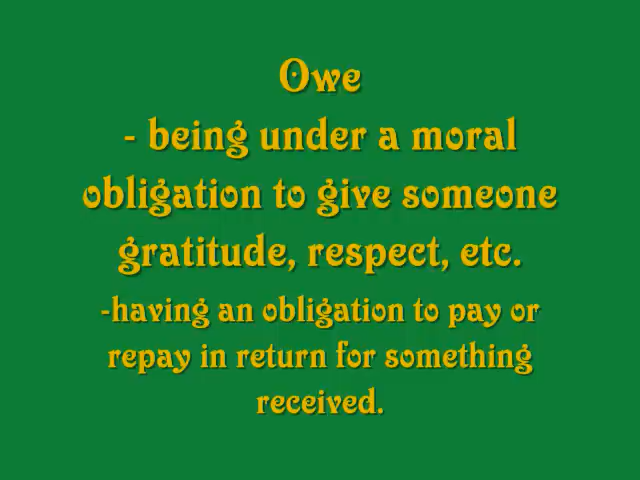 Owe
- being under a moral
obligation to give someone
gratitude, respect, etc.
-having an obligation to pay or
repay in return for something
received.